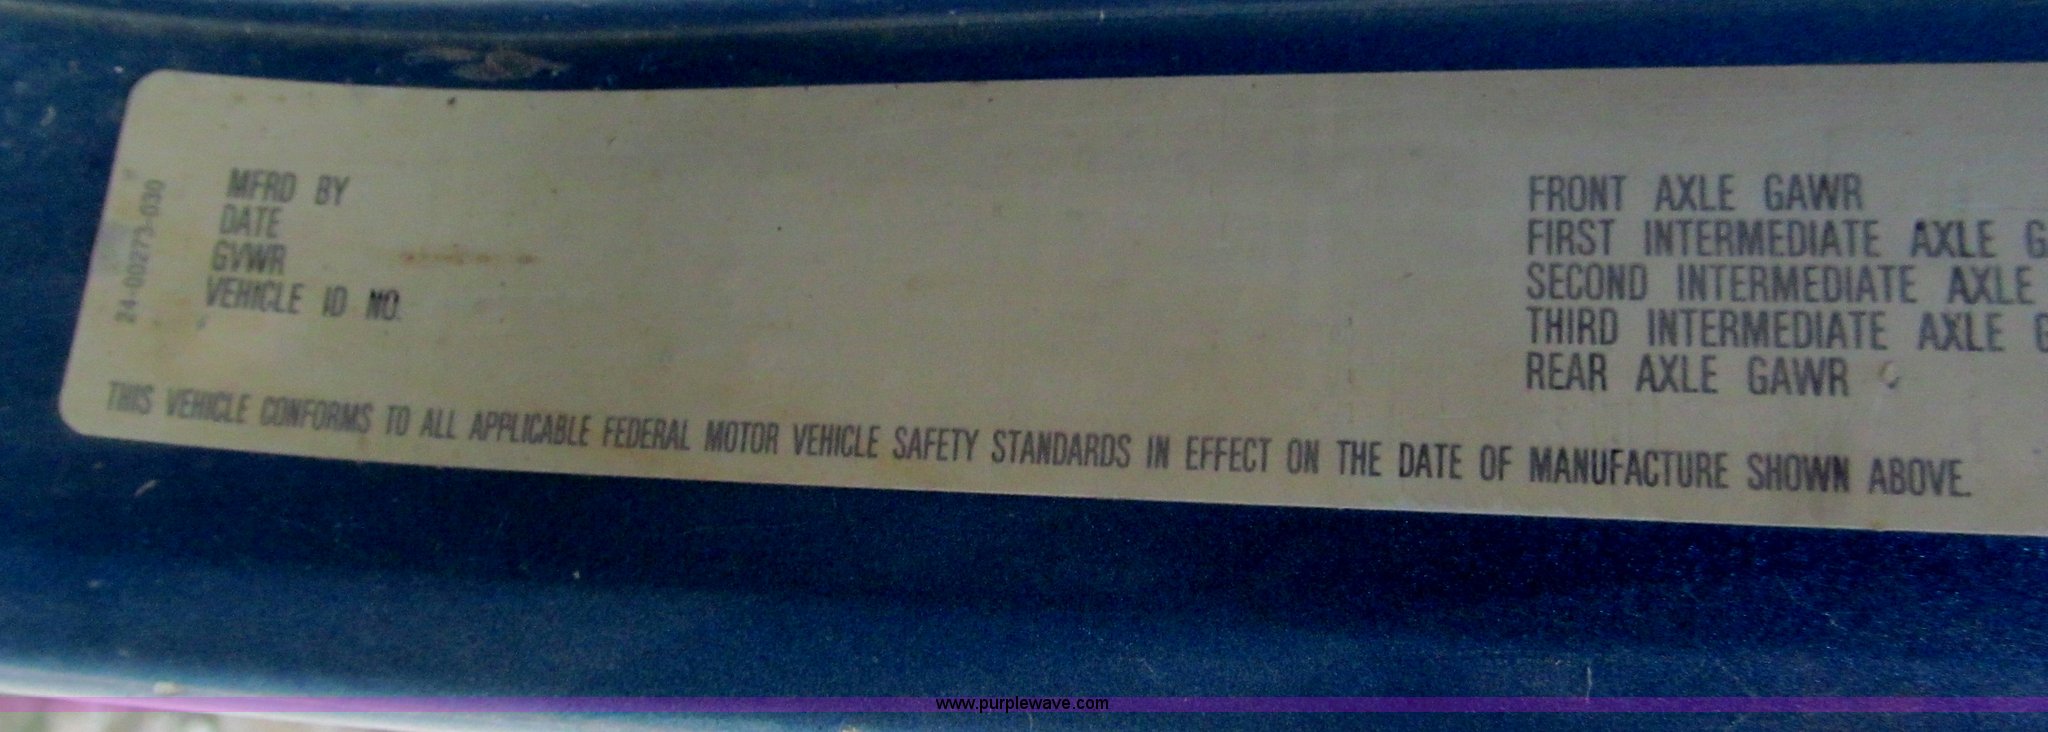 24-00273-030
MFRD BY
DATE
GVWR
VEHICLE ID NO.
FRONT AXLE GAWR
FIRST INTERMEDIATE AXLE G
SECOND INTERMEDIATE AXLE
THIRD INTERMEDIATE AXLE G
REAR AXLE GAWR
THIS VEHICLE CONFORMS TO ALL APPLICABLE FEDERAL MOTOR VEHICLE SAFETY STANDARDS IN EFFECT ON THE DATE OF MANUFACTURE SHOWN ABOVE.
www.purplewave.com